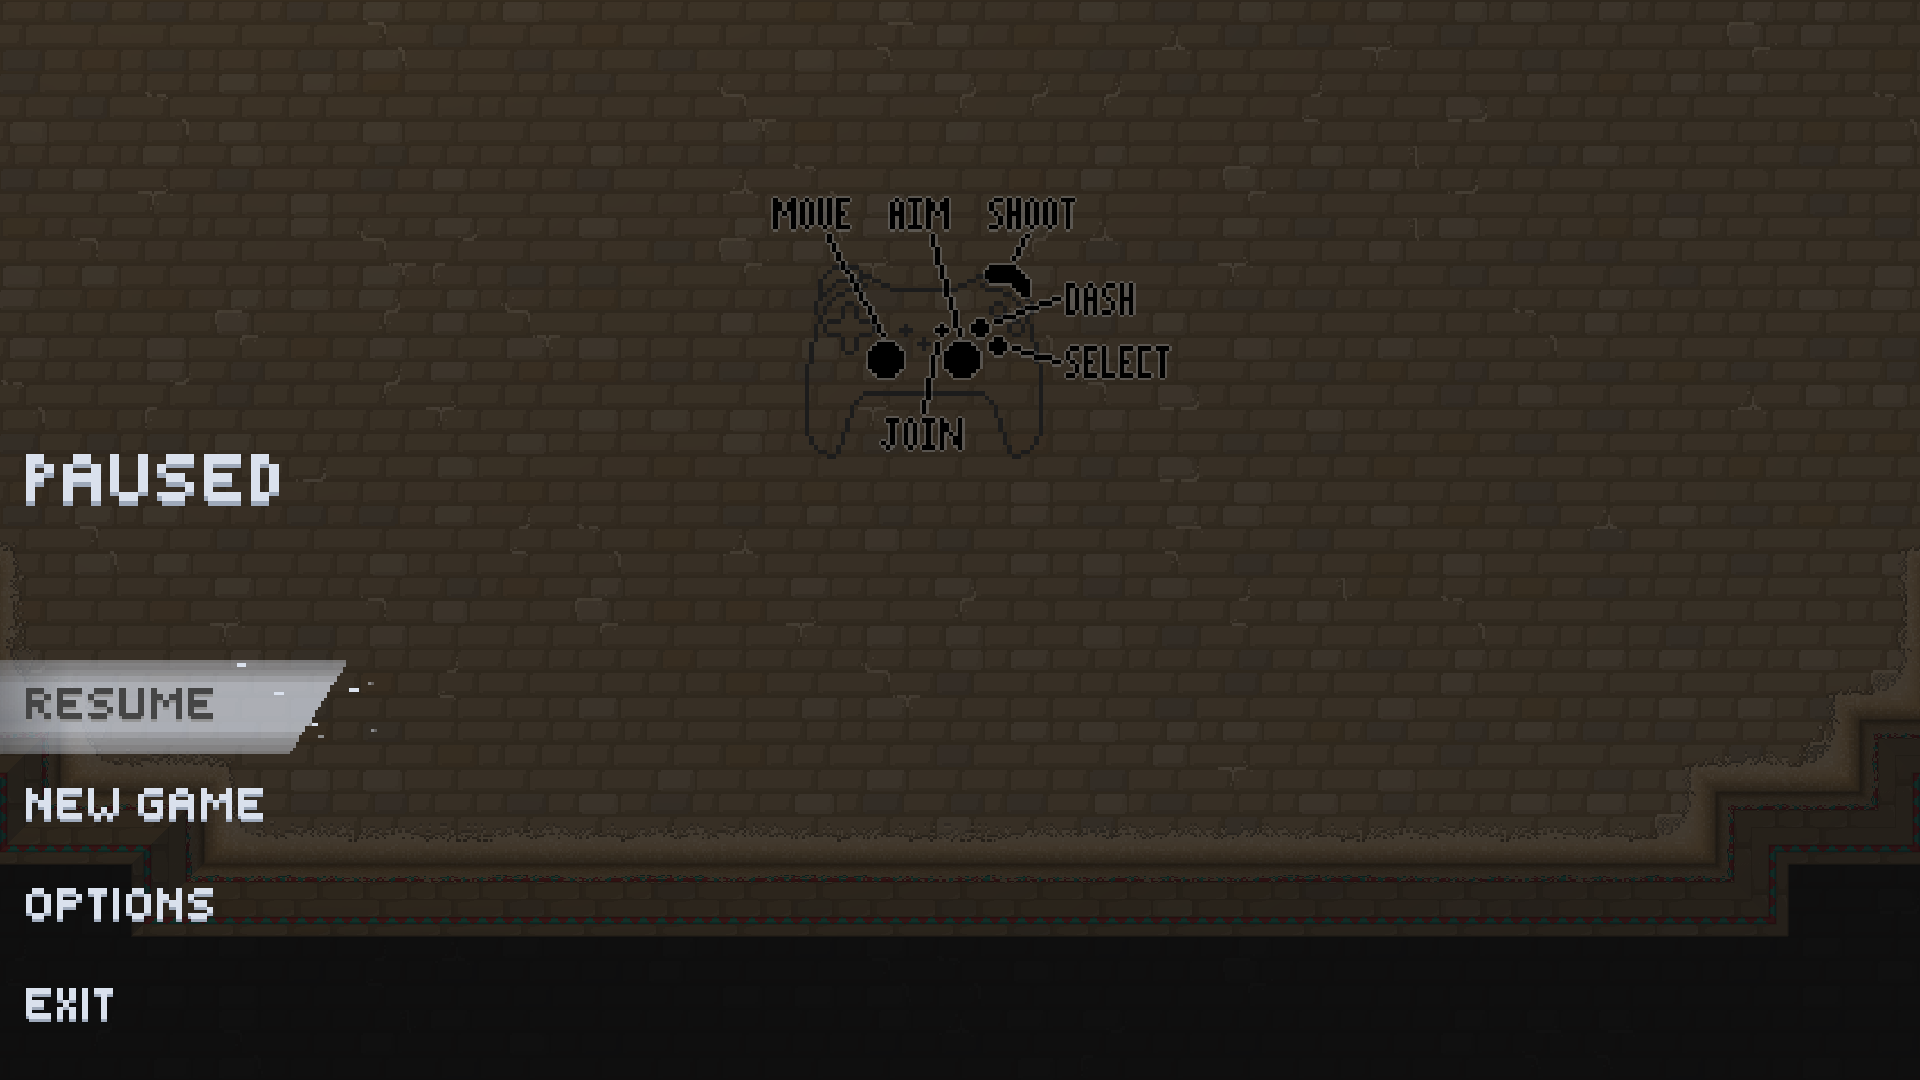 MOVE AIM SHOOT
DASH
SELECT
JOIN
PAUSED
RESUME
NEW GAME
OPTIONS
EXIT